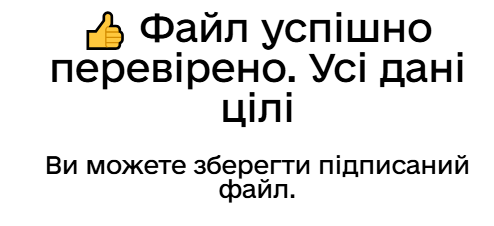 👍 Файл успішно
перевірено. Усі дані
цілі
Ви можете зберегти підписаний
файл.